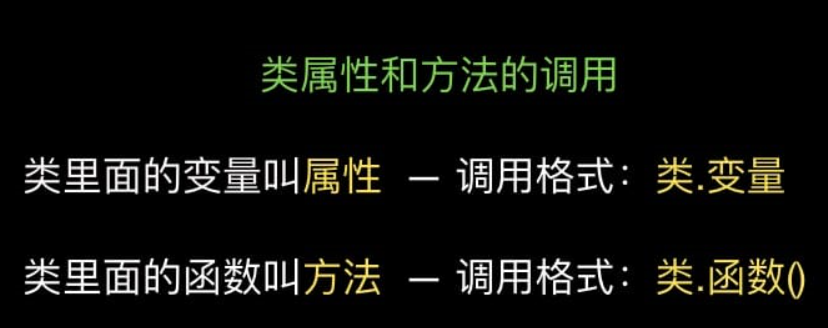 类属性和方法的调用
类里面的变量叫属性 – 调用格式：类.变量
类里面的函数叫方法 – 调用格式：类.函数()